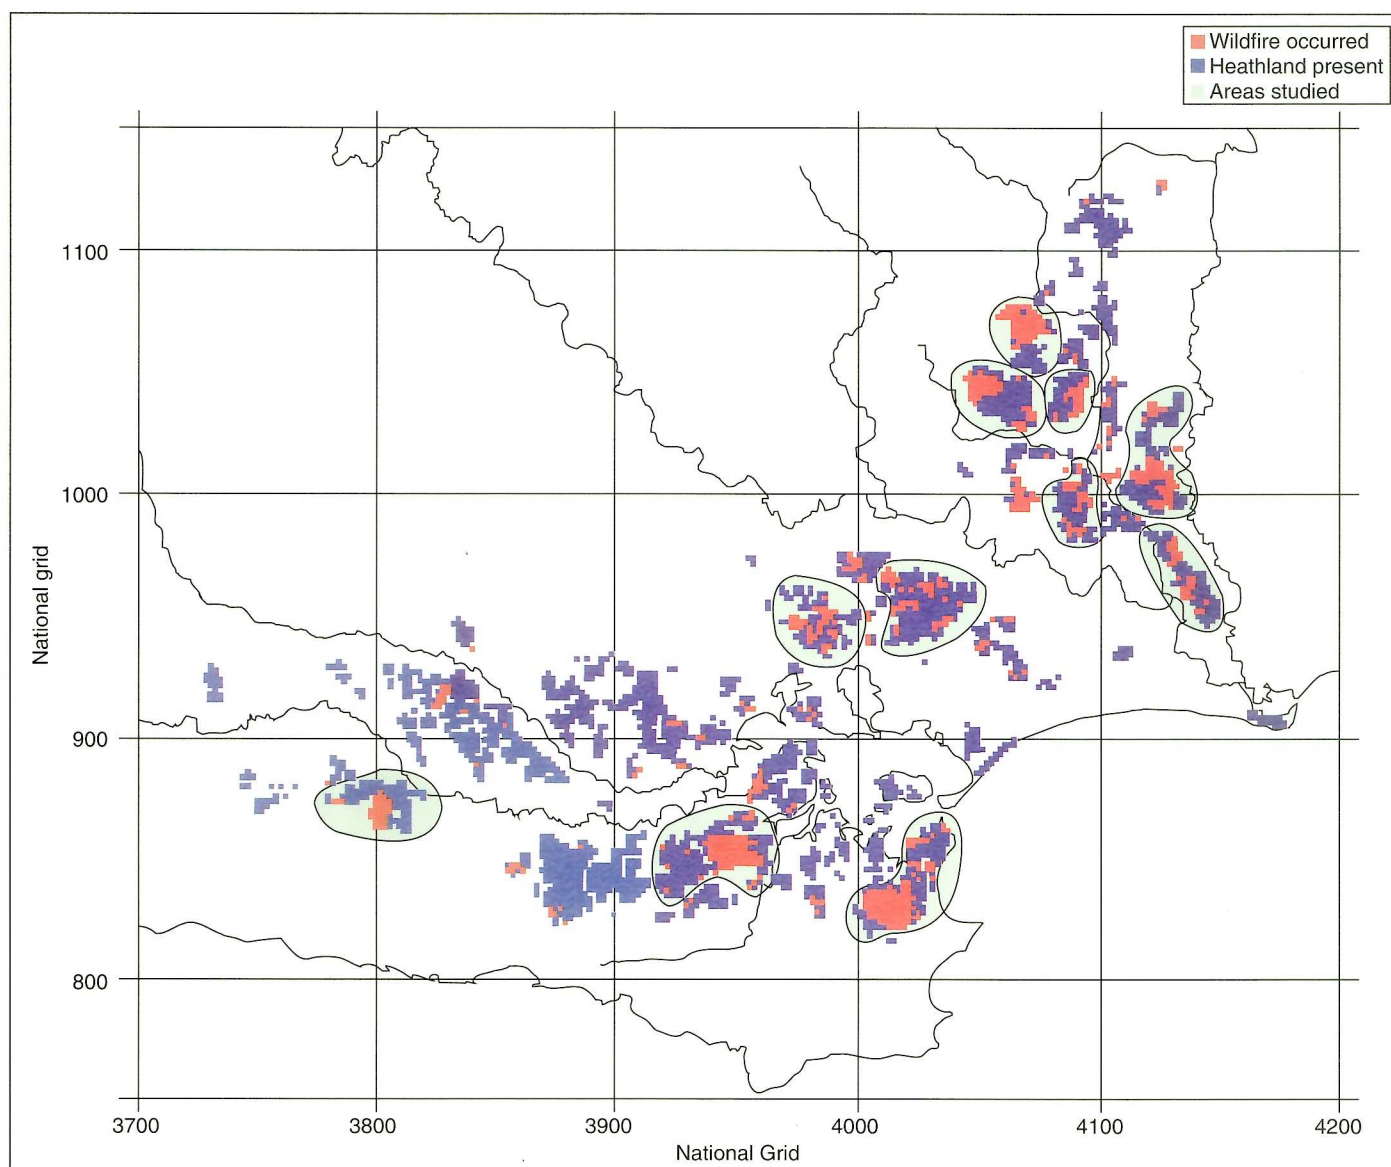 Wildfire occurred
Heathland present
Areas studied
1100
1000
900
800
National grid
3700 3800 3900 4000 4100 4200
National Grid